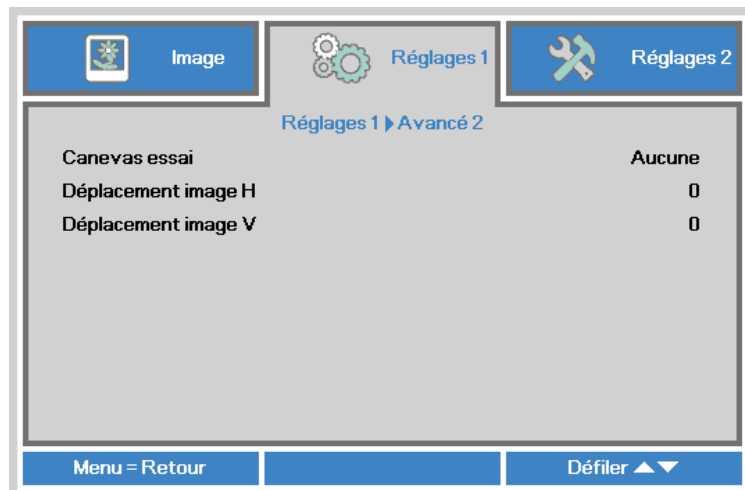 Image
Réglages 1
Réglages 2
Réglages 1 Avancé 2
Canevas essai Aucune
Déplacement image H 0
Déplacement image V 0
Menu = Retour
Défiler